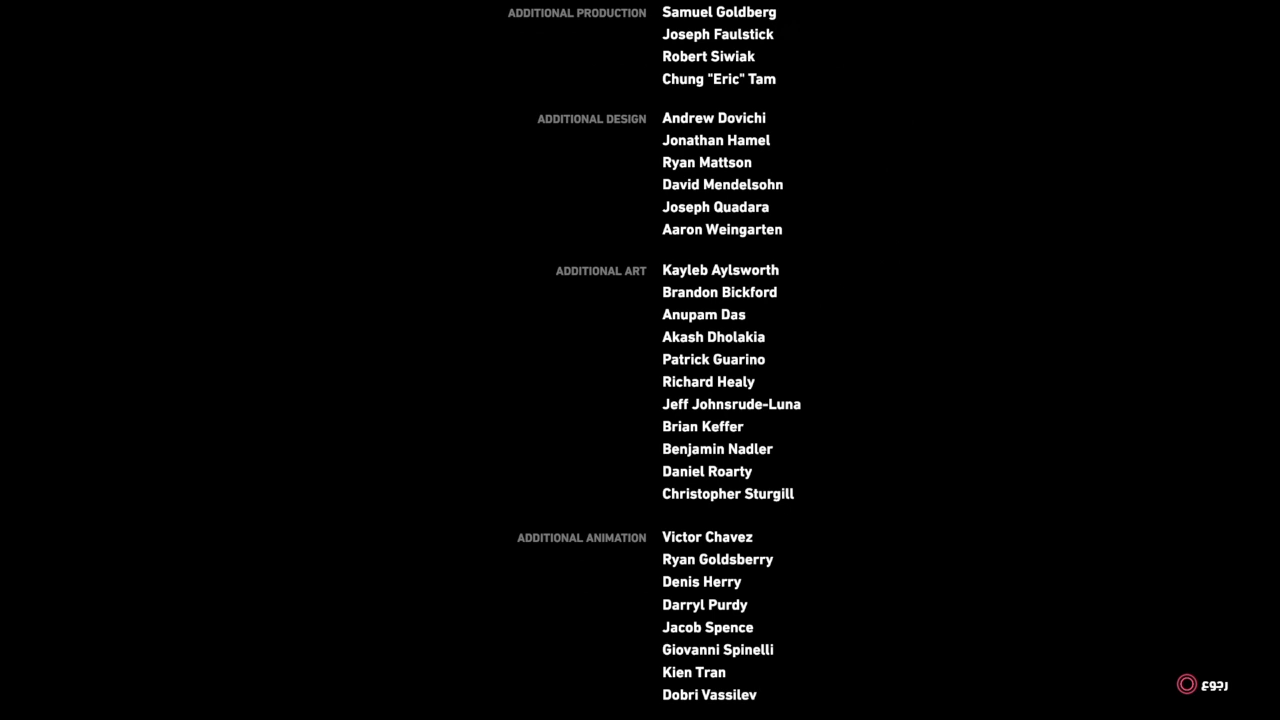 ADDITIONAL PRODUCTION Samuel Goldberg
Joseph Faulstick
Robert Siwiak
Chung "Eric" Tam
ADDITIONAL DESIGN Andrew Dovichi
Jonathan Hamel
Ryan Mattson
David Mendelsohn
Joseph Quadara
Aaron Weingarten
ADDITIONAL ART Kayleb Aylsworth
Brandon Bickford
Anupam Das
Akash Dholakia
Patrick Guarino
Richard Healy
Jeff Johnsrude-Luna
Brian Keffer
Benjamin Nadler
Daniel Roarty
Christopher Sturgill
ADDITIONAL ANIMATION Victor Chavez
Ryan Goldsberry
Denis Herry
Darryl Purdy
Jacob Spence
Giovanni Spinelli
Kien Tran
Dobri Vassilev
رجوع